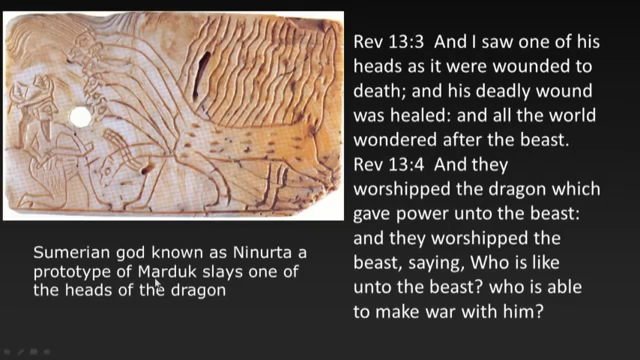 Rev 13:3 And I saw one of his
heads as it were wounded to
death; and his deadly wound
was healed: and all the world
wondered after the beast.
Rev 13:4 And they
worshipped the dragon which
gave power unto the beast:
and they worshipped the
beast, saying, Who is like
unto the beast? who is able
to make war with him?
Sumerian god known as Ninurta a
prototype of Marduk slays one of
the heads of the dragon